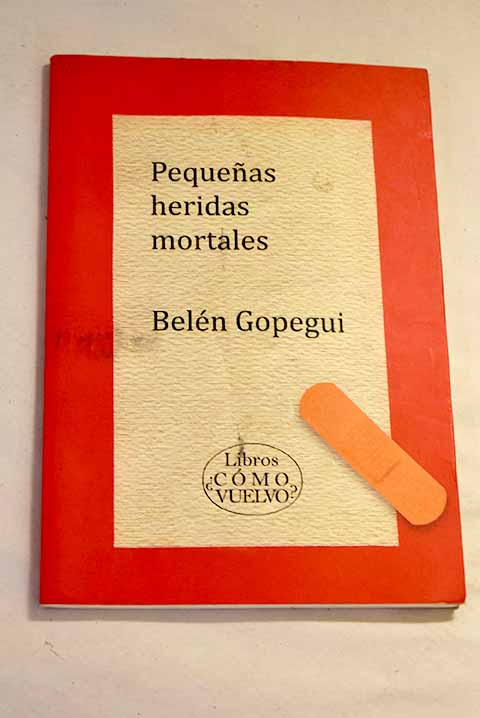 Pequeñas
heridas
mortales
Belén Gopegui
Libros
¿CÓMO
VUELVO?